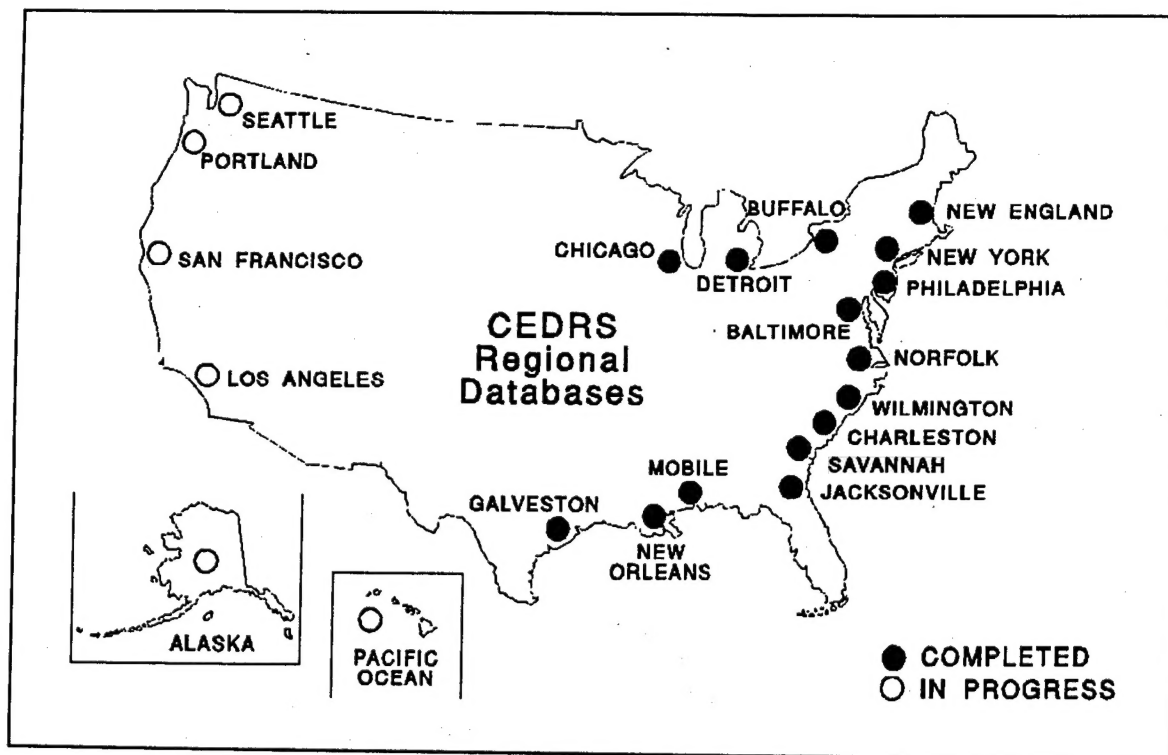 SEATTLE
PORTLAND
BUFFALO
NEW ENGLAND
CHICAGO
SAN FRANCISCO
NEW YORK
DETROIT
PHILADELPHIA
CEDRS
Regional
Databases
BALTIMORE
NORFOLK
LOS ANGELES
WILMINGTON
CHARLESTON
SAVANNAH
MOBILE
JACKSONVILLE
GALVESTON
NEW
ORLEANS
ALASKA
PACIFIC
OCEAN
COMPLETED
IN PROGRESS